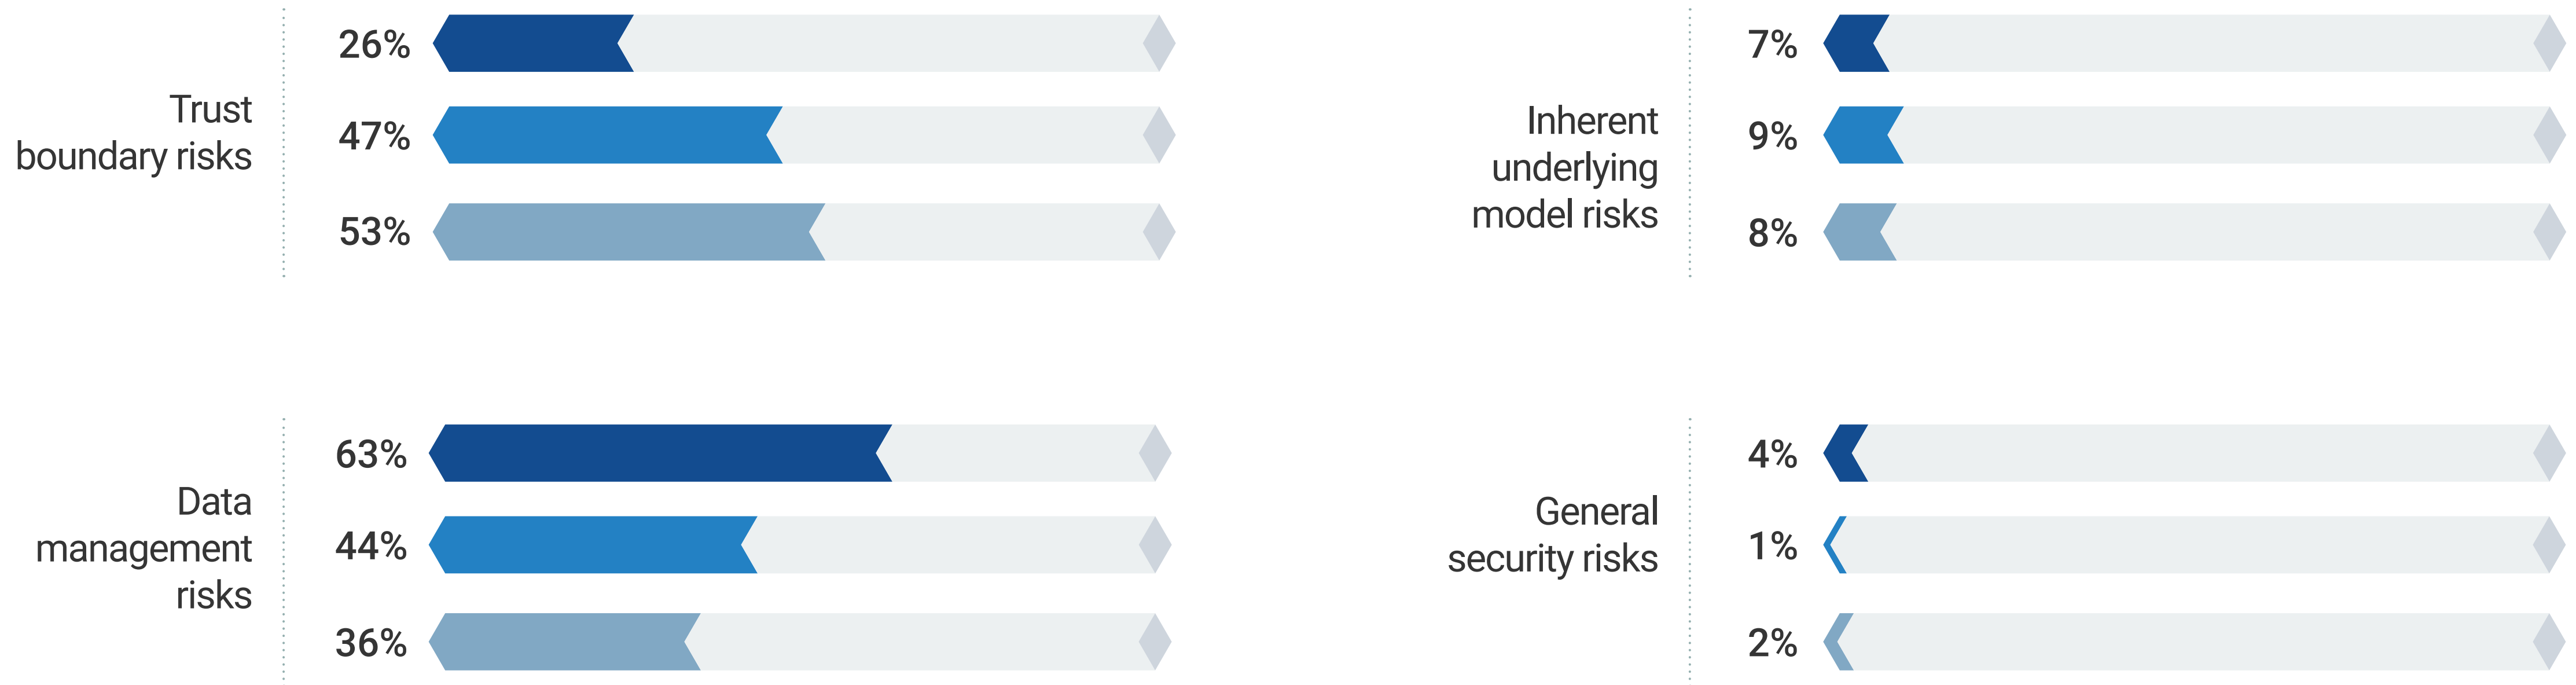 Trust
boundary risks
26%
47%
53%
Inherent
underlying
model risks
7%
9%
8%
Data
management
risks
63%
44%
36%
General
security risks
4%
1%
2%